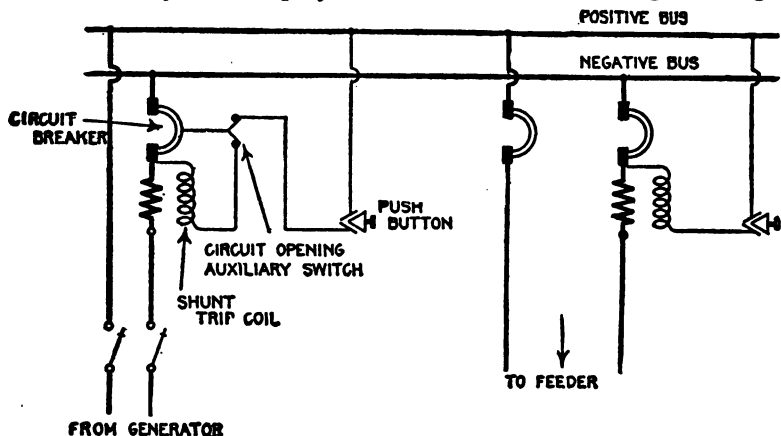 POSITIVE BUS
NEGATIVE BUS
CIRCUIT
BREAKER
PUSH
BUTTON
CIRCUIT OPENING
AUXILIARY SWITCH
SHUNT
TRIP COIL
TO FEEDER
FROM GENERATOR